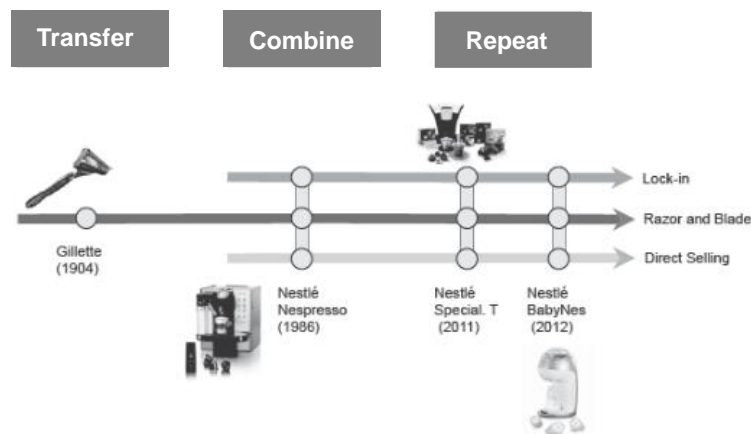 Transfer
Combine
Repeat
Lock-in
Razor and Blade
Direct Selling
Gillette
(1904)
Nestlé
Nespresso
(1986)
Nestlé
Special. T
(2011)
Nestlé
BabyNes
(2012)